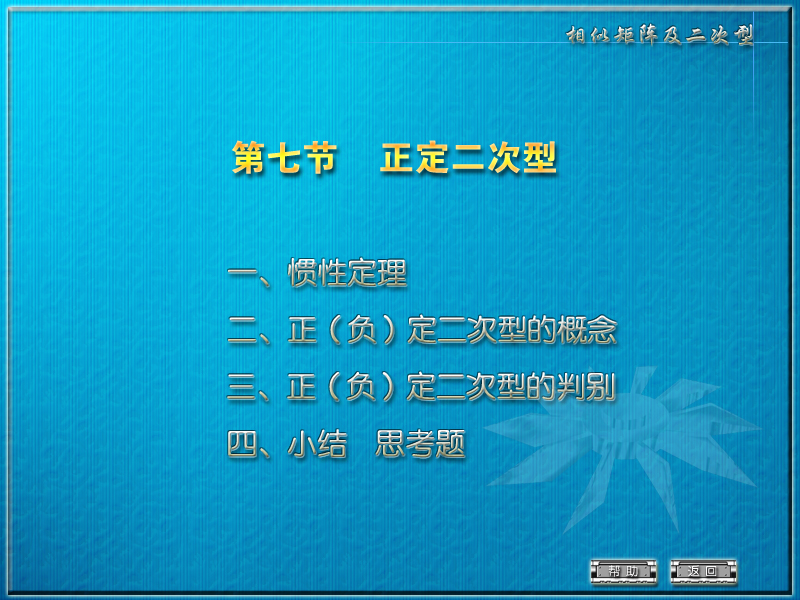 相似矩阵及二次型
第七节 正定二次型
一、惯性定理
二、正（负）定二次型的概念
三、正（负）定二次型的判别
四、小结 思考题
帮助 返回